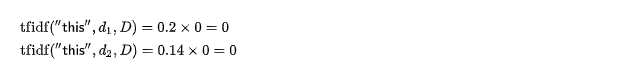 tfidf(″this″, d₁, D) = 0.2 × 0 = 0
tfidf(″this″, d₂, D) = 0.14 × 0 = 0